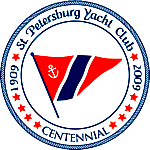 St. Petersburg Yacht Club
1909
2009
CENTENNIAL